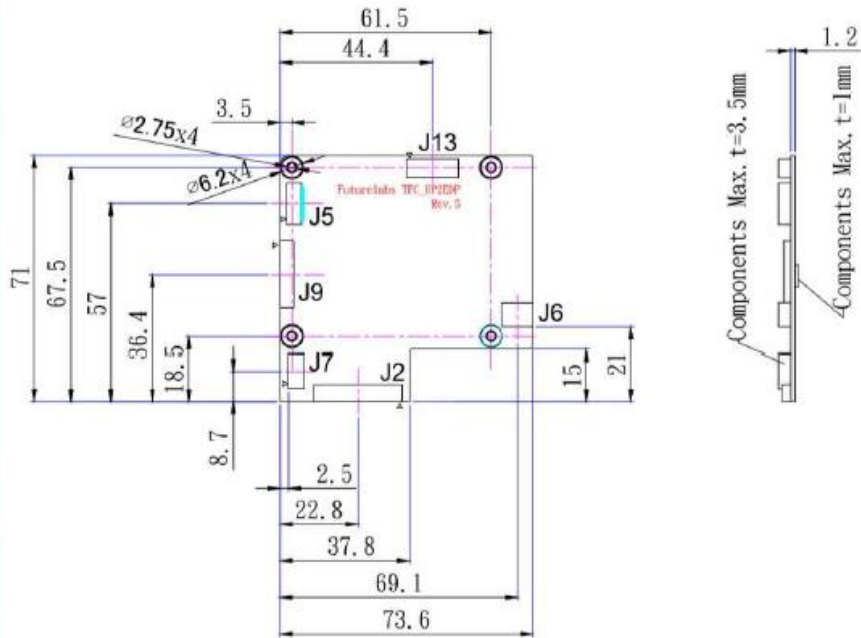 61.5
44.4
1.2
3.5
Components Max. t=3.5mm
Components Max. t=1mm
⌀2.75x4
⌀6.2x4
J13
Futurelabs TFC_HP2EDP
Rev.5
J5
71
67.5
57
36.4
18.5
8.7
J9
J6
J7
J2
15
21
2.5
22.8
37.8
69.1
73.6